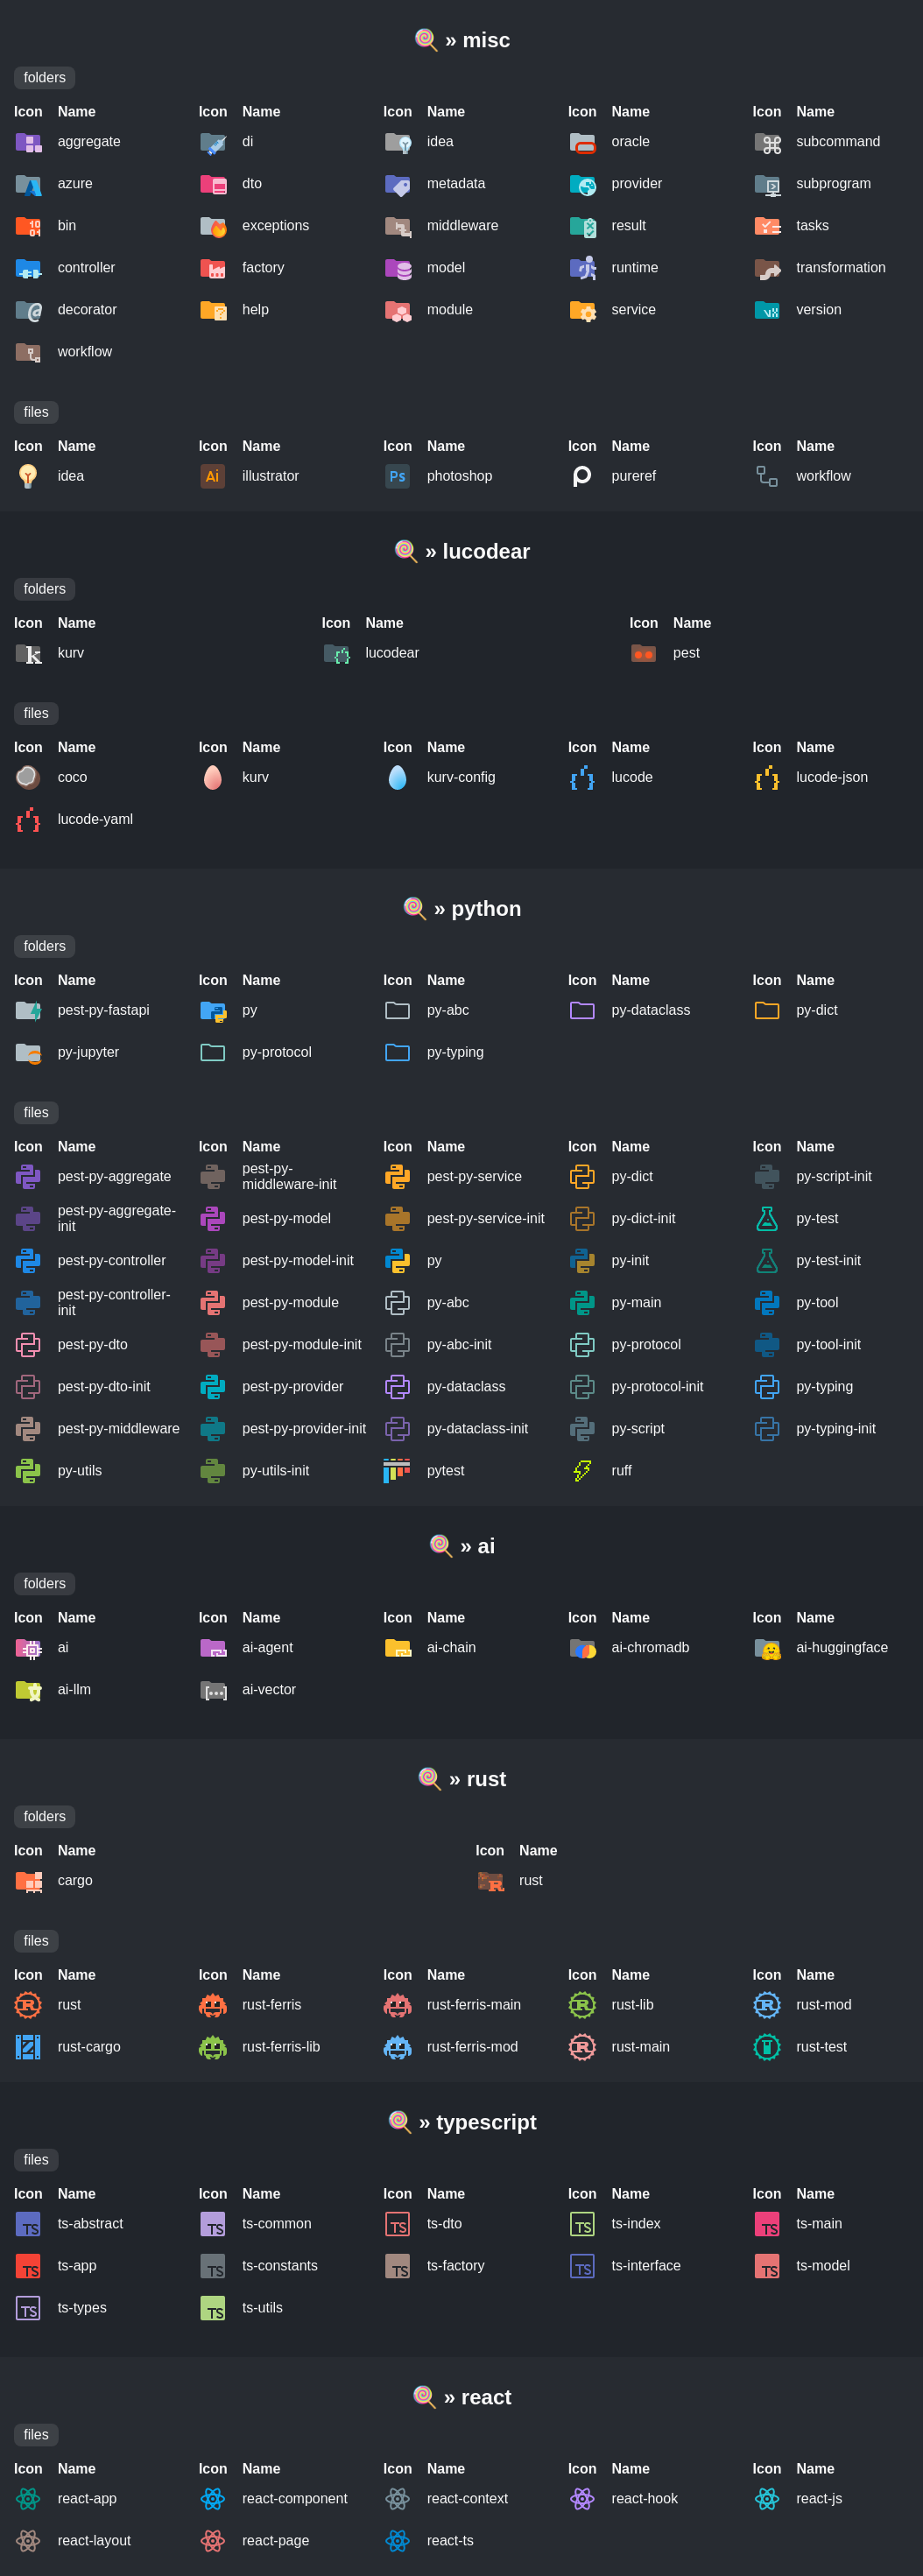 » misc
folders
Icon Name Icon Name Icon Name Icon Name Icon Name
aggregate di idea oracle subcommand
azure dto metadata provider subprogram
bin exceptions middleware result tasks
controller factory model runtime transformation
decorator help module service version
workflow
files
Icon Name Icon Name Icon Name Icon Name Icon Name
idea Ai illustrator Ps photoshop pureref workflow
» lucodear
folders
Icon Name Icon Name Icon Name
k kurv lucodear pest
files
Icon Name Icon Name Icon Name Icon Name Icon Name
coco kurv kurv-config lucode lucode-json
lucode-yaml
» python
folders
Icon Name Icon Name Icon Name Icon Name Icon Name
pest-py-fastapi py py-abc py-dataclass py-dict
py-jupyter py-protocol py-typing
files
Icon Name Icon Name Icon Name Icon Name Icon Name
pest-py-aggregate pest-py-middleware-init pest-py-service py-dict py-script-init
pest-py-aggregate-init pest-py-model pest-py-service-init py-dict-init py-test
pest-py-controller pest-py-model-init py py-init py-test-init
pest-py-controller-init pest-py-module py-abc py-main py-tool
pest-py-dto pest-py-module-init py-abc-init py-protocol py-tool-init
pest-py-dto-init pest-py-provider py-dataclass py-protocol-init py-typing
pest-py-middleware pest-py-provider-init py-dataclass-init py-script py-typing-init
py-utils py-utils-init pytest ruff
» ai
folders
Icon Name Icon Name Icon Name Icon Name Icon Name
ai ai-agent ai-chain ai-chromadb ai-huggingface
ai-llm ai-vector
» rust
folders
Icon Name Icon Name
cargo R rust
files
Icon Name Icon Name Icon Name Icon Name Icon Name
R rust rust-ferris rust-ferris-main R rust-lib R rust-mod
rust-cargo rust-ferris-lib rust-ferris-mod R rust-main rust-test
» typescript
files
Icon Name Icon Name Icon Name Icon Name Icon Name
TS ts-abstract TS ts-common TS ts-dto TS ts-index TS ts-main
TS ts-app TS ts-constants TS ts-factory TS ts-interface TS ts-model
TS ts-types TS ts-utils
» react
files
Icon Name Icon Name Icon Name Icon Name Icon Name
react-app react-component react-context react-hook react-js
react-layout react-page react-ts